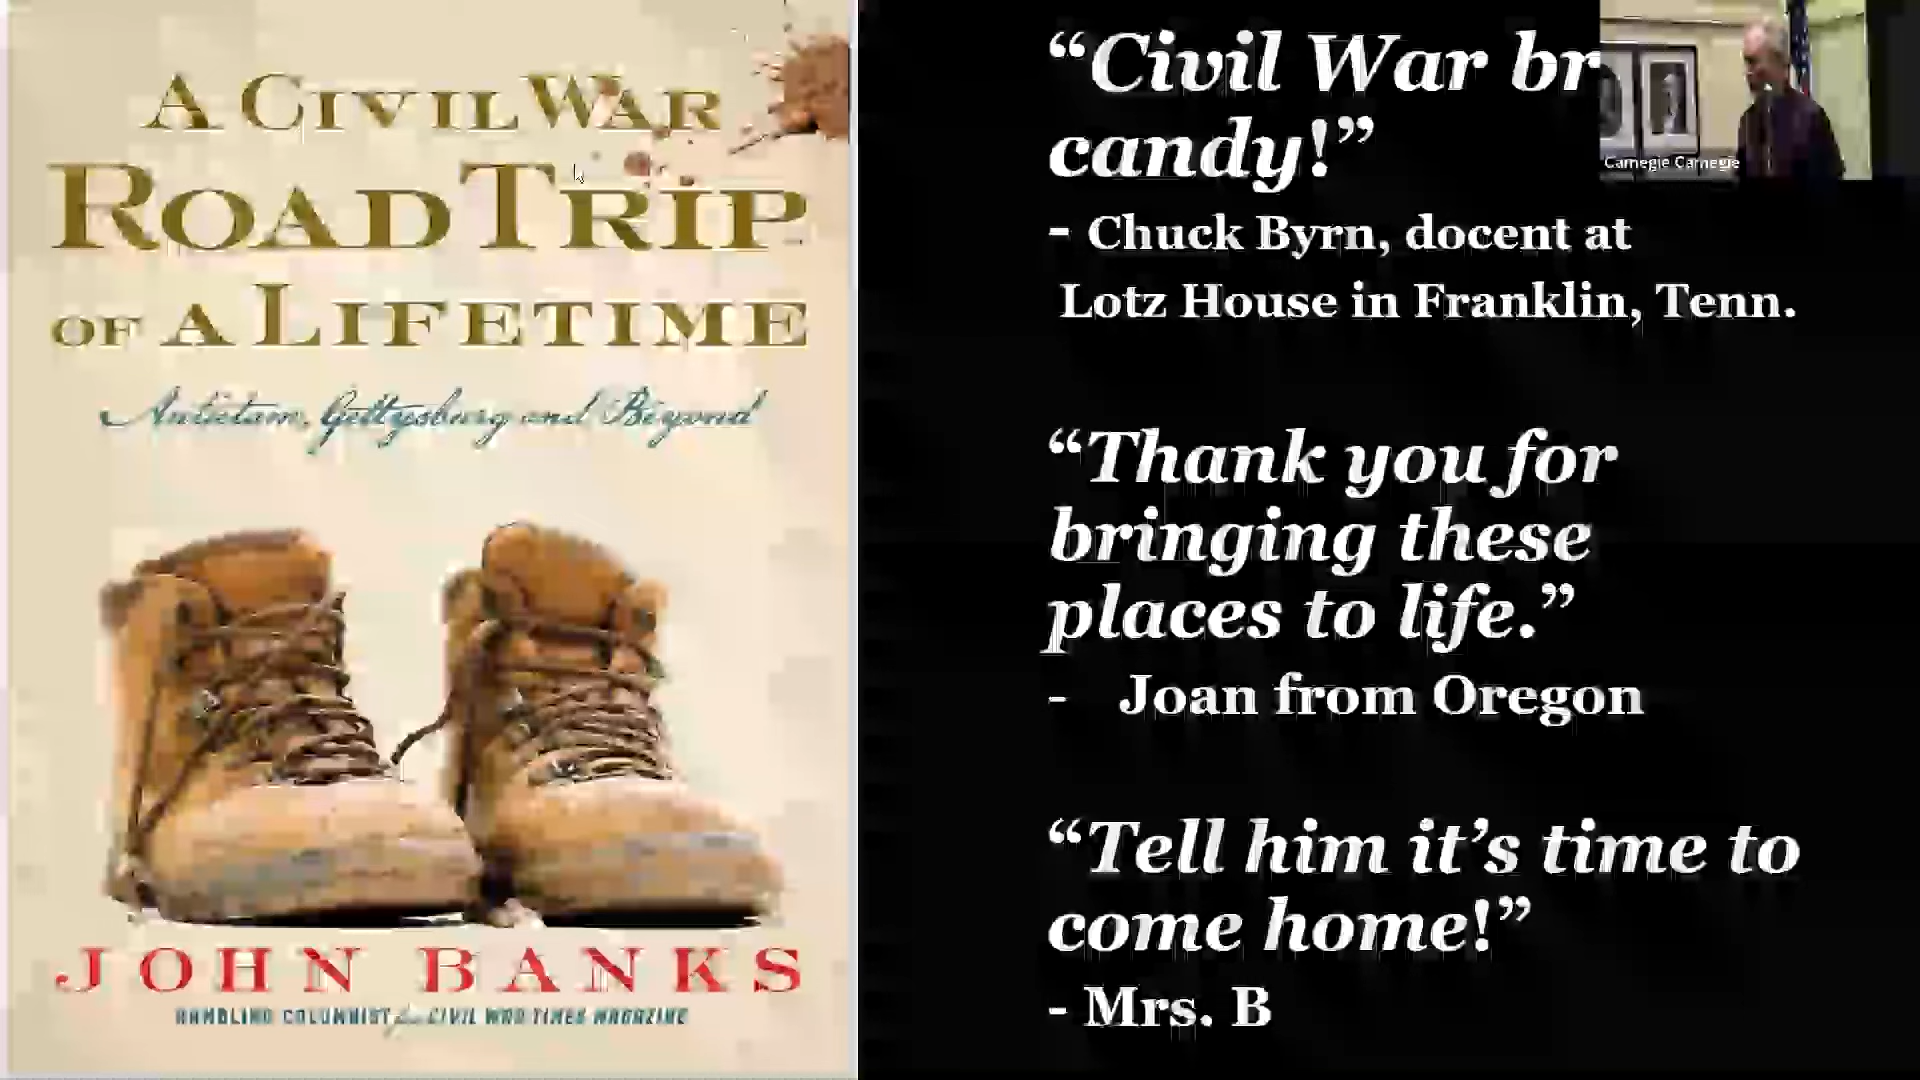 A CIVIL WAR
ROAD TRIP
OF A LIFETIME
Antietam, Gettysburg and Beyond
JOHN BANKS
RAMBLING COLUMNIST for CIVIL WAR TIMES MAGAZINE
“Civil War br
candy!”
- Chuck Byrn, docent at
Lotz House in Franklin, Tenn.
“Thank you for
bringing these
places to life.”
- Joan from Oregon
“Tell him it’s time to
come home!”
- Mrs. B
Carnegie Carnegie